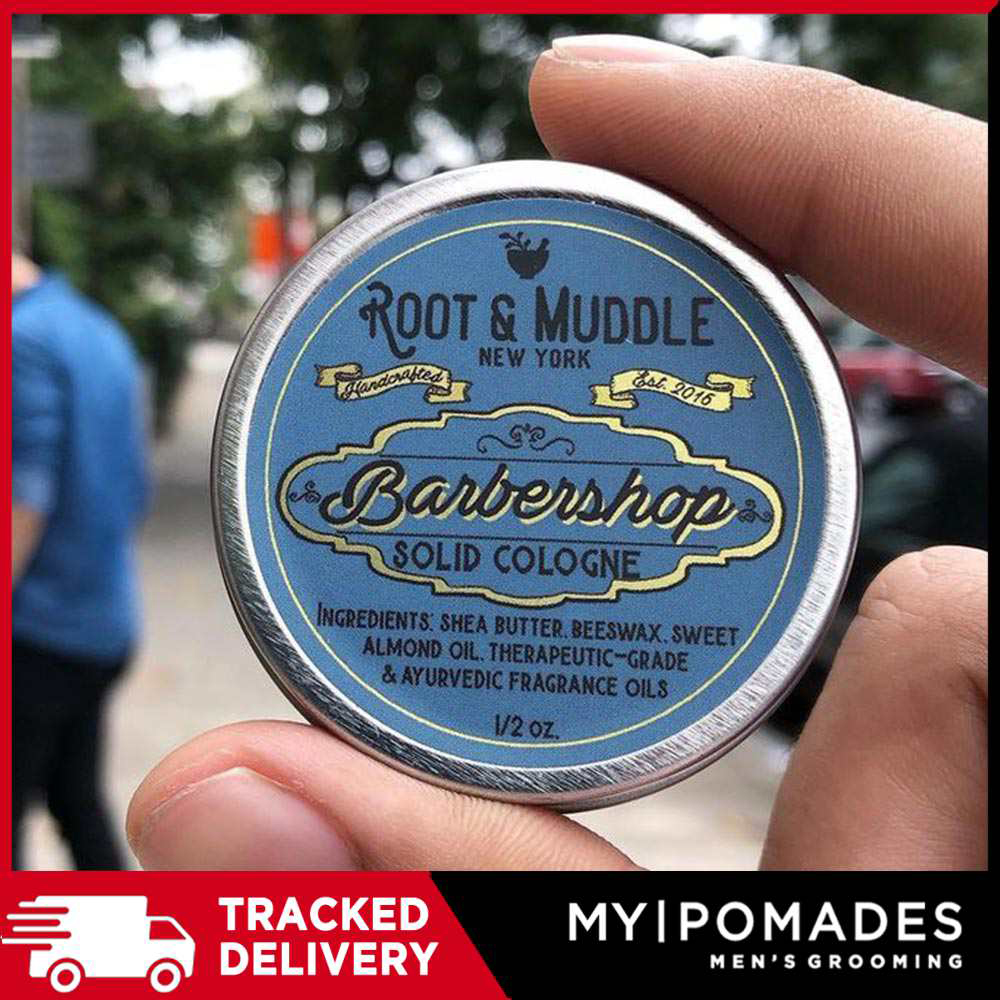 ROOT & MUDDLE
NEW YORK
Handcrafted
Est. 2015
Barbershop
SOLID COLOGNE
INGREDIENTS: SHEA BUTTER, BEESWAX, SWEET
ALMOND OIL, THERAPEUTIC-GRADE
& AYURVEDIC FRAGRANCE OILS
1/2 OZ.
TRACKED
DELIVERY
MY|POMADES
MEN'S GROOMING